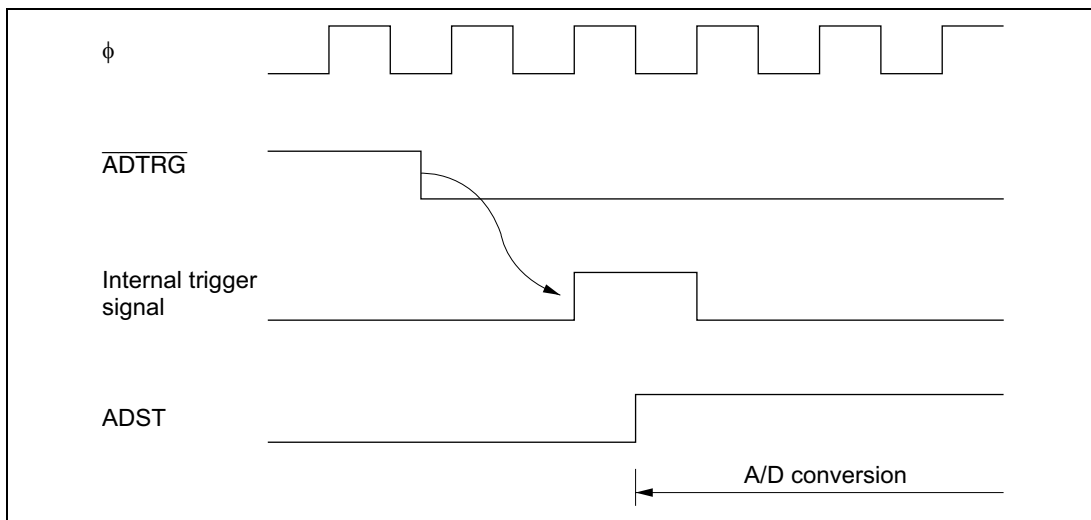 ϕ
ADTRG
Internal trigger
signal
ADST
A/D conversion